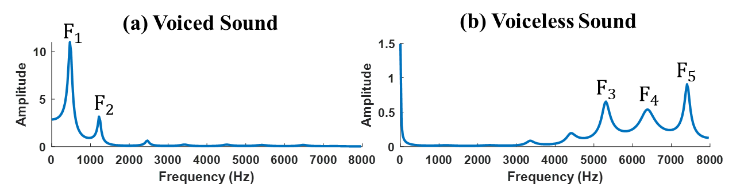 (a) Voiced Sound
F1
F2
10
5
0
Amplitude
0 1000 2000 3000 4000 5000 6000 7000 8000
Frequency (Hz)
(b) Voiceless Sound
F3
F4
F5
1.5
1
0.5
0
Amplitude
0 1000 2000 3000 4000 5000 6000 7000 8000
Frequency (Hz)